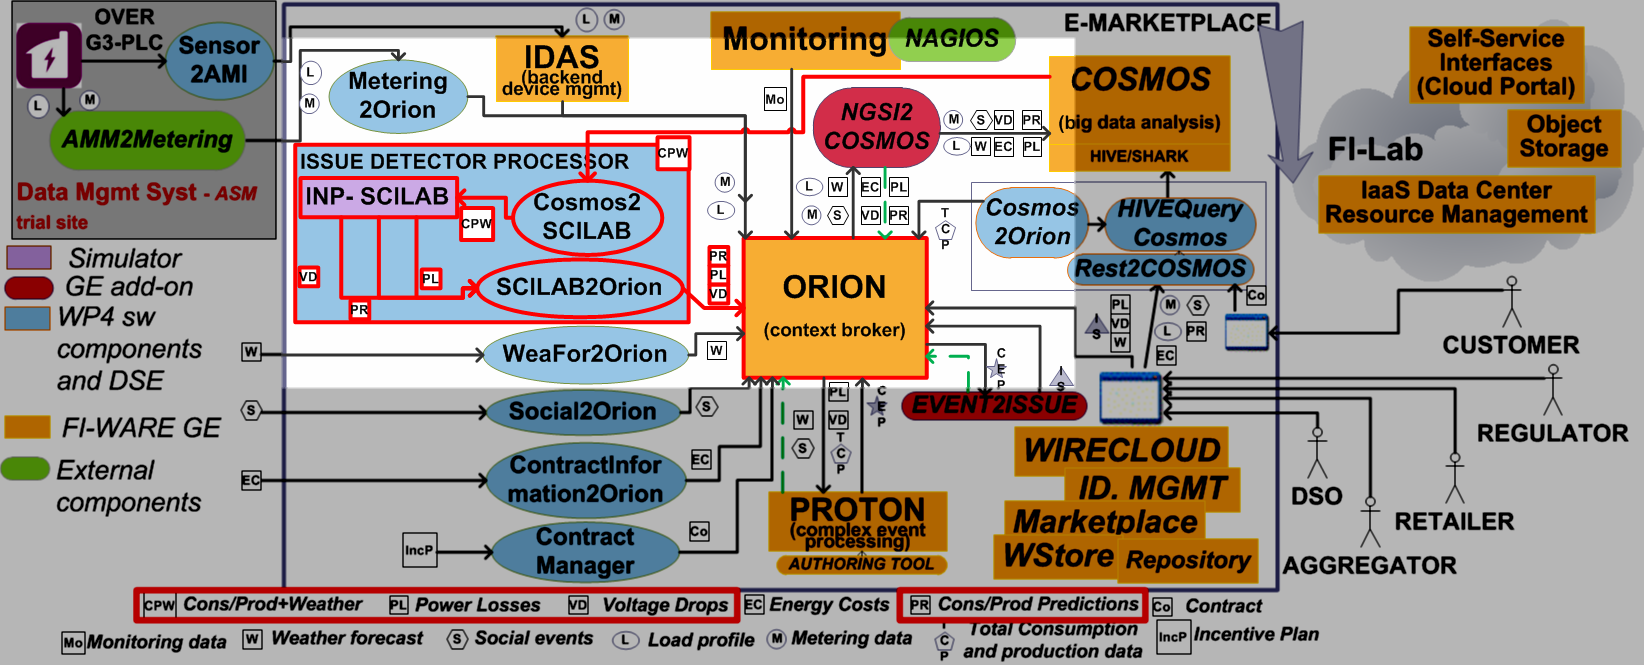 OVER
G3-PLC
Sensor
2AMI
L
M
AMM2Metering
Data Mgmt Syst - ASM
trial site
L
M
E-MARKETPLACE
IDAS
(backend
device mgmt)
Monitoring
NAGIOS
L
M
Metering
2Orion
Mo
NGSI2
COSMOS
M S VD PR
L W EC PL
COSMOS
(big data analysis)
HIVE/SHARK
Self-Service
Interfaces
(Cloud Portal)
Object
Storage
FI-Lab
IaaS Data Center
Resource Management
ISSUE DETECTOR PROCESSOR
CPW
INP- SCILAB
CPW
Cosmos2
SCILAB
VD
PL
PR
SCILAB2Orion
M
L
PR
PL
VD
L W EC PL
M S VD PR
T
C
P
Cosmos
2Orion
HIVEQuery
Cosmos
Rest2COSMOS
ORION
(context broker)
Simulator
GE add-on
WP4 sw
components
and DSE
FI-WARE GE
External
components
W
WeaFor2Orion
W
S
Social2Orion
S
EC
ContractInfor
mation2Orion
EC
IncP
Contract
Manager
Co
W
S
PL
VD
T
C
P
C
E
P
C
E
P
I
S
EVENT2ISSUE
I
S
PL
VD
W
M S
L PR
EC
Co
CUSTOMER
REGULATOR
DSO
RETAILER
AGGREGATOR
PROTON
(complex event
processing)
AUTHORING TOOL
WIRECLOUD
ID. MGMT
Marketplace
WStore
Repository
CPW Cons/Prod+Weather PL Power Losses VD Voltage Drops EC Energy Costs PR Cons/Prod Predictions Co Contract
Mo Monitoring data W Weather forecast S Social events L Load profile M Metering data T C P Total Consumption
and production data
IncP Incentive Plan